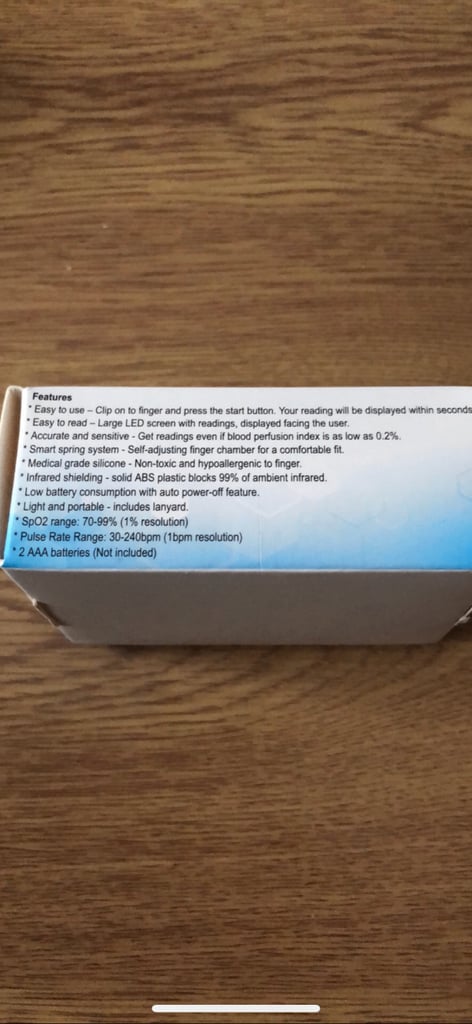 Features
* Easy to use – Clip on to finger and press the start button. Your reading will be displayed within seconds
* Easy to read – Large LED screen with readings, displayed facing the user.
* Accurate and sensitive - Get readings even if blood perfusion index is as low as 0.2%.
* Smart spring system - Self-adjusting finger chamber for a comfortable fit.
* Medical grade silicone - Non-toxic and hypoallergenic to finger.
* Infrared shielding - solid ABS plastic blocks 99% of ambient infrared.
* Low battery consumption with auto power-off feature.
* Light and portable - includes lanyard.
* SpO2 range: 70-99% (1% resolution)
* Pulse Rate Range: 30-240bpm (1bpm resolution)
* 2 AAA batteries (Not included)